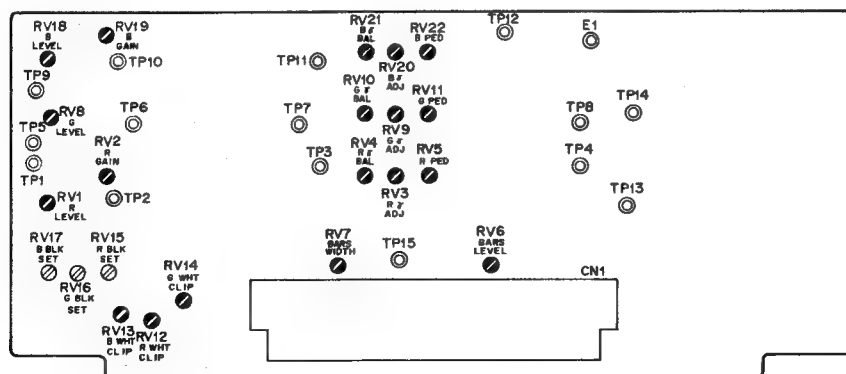 RV18
B
LEVEL
RV19
B
GAIN
TP10
TP9
RV8
G
LEVEL
TP6
TP5
TP1
RV2
R
GAIN
TP2
RV1
R
LEVEL
RV17
B BLK
SET
RV15
R BLK
SET
RV16
G BLK
SET
RV14
G WHT
CLIP
RV13
B WHT
CLIP
RV12
R WHT
CLIP
RV21
B γ
BAL
RV22
B PED
TP11
RV20
B γ
ADJ
RV10
G γ
BAL
RV11
G PED
TP7
RV9
G γ
ADJ
RV4
R γ
BAL
RV5
R PED
TP3
RV3
R γ
ADJ
RV7
BARS
WIDTH
TP15
RV6
BARS
LEVEL
CN1
TP12
E1
TP14
TP8
TP4
TP13